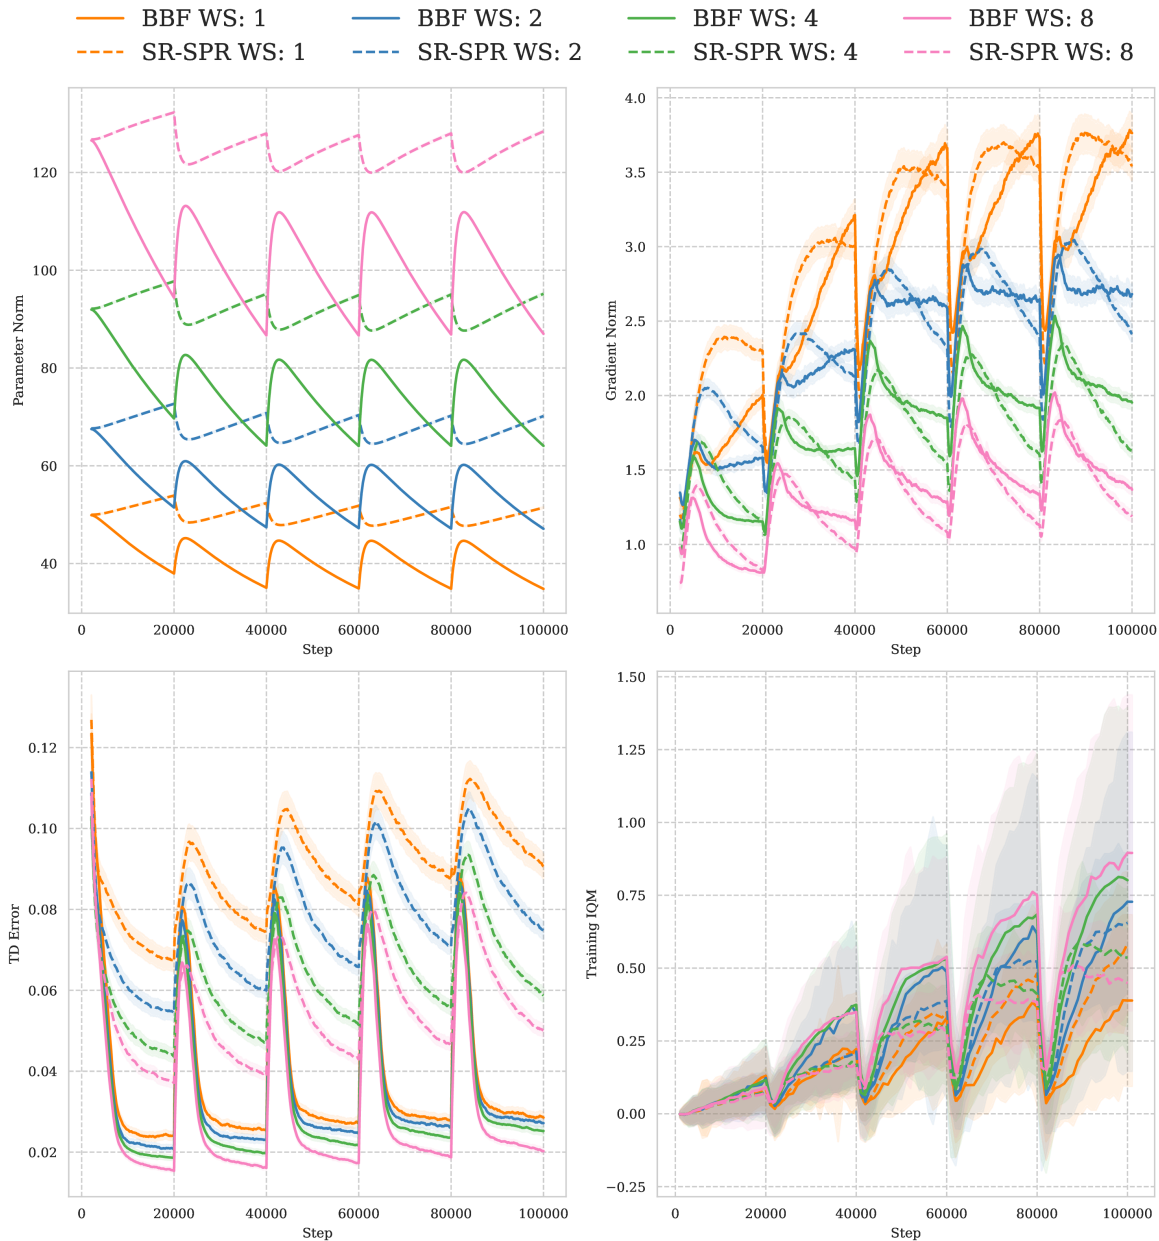 BBF WS: 1 BBF WS: 2 BBF WS: 4 BBF WS: 8
SR-SPR WS: 1 SR-SPR WS: 2 SR-SPR WS: 4 SR-SPR WS: 8
Parameter Norm
120
100
80
60
40
0 20000 40000 60000 80000 100000
Step
Gradient Norm
4.0
3.5
3.0
2.5
2.0
1.5
1.0
0 20000 40000 60000 80000 100000
Step
TD Error
0.12
0.10
0.08
0.06
0.04
0.02
0 20000 40000 60000 80000 100000
Step
Training IQM
1.50
1.25
1.00
0.75
0.50
0.25
0.00
−0.25
0 20000 40000 60000 80000 100000
Step